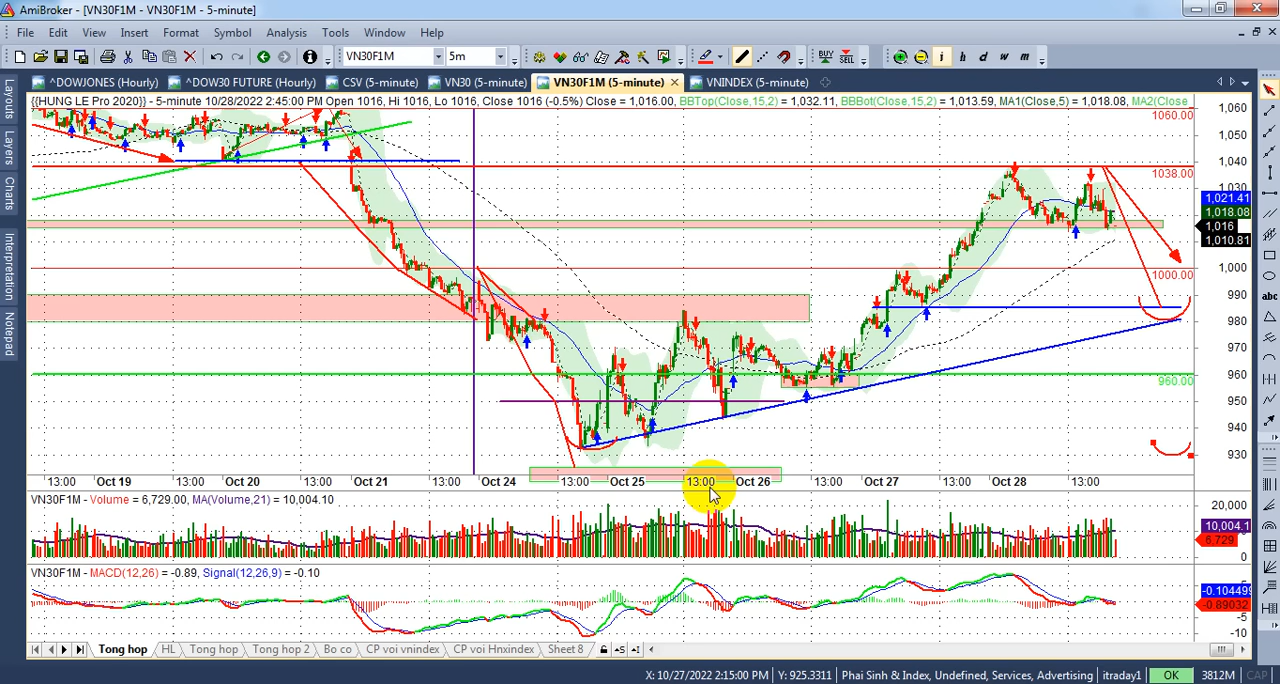 AmiBroker - [VN30F1M - VN30F1M - 5-minute]
File Edit View Insert Format Symbol Analysis Tools Window Help
VN30F1M 5m BUY SELL i h d w m
^DOWJONES (Hourly) ^DOW30 FUTURE (Hourly) CSV (5-minute) VN30 (5-minute) VN30F1M (5-minute) VNINDEX (5-minute)
{{HUNG LE Pro 2020}} - 5-minute 10/28/2022 2:45:00 PM Open 1016, Hi 1016, Lo 1016, Close 1016 (-0.5%) Close = 1,016.00, BBTop(Close,15,2) = 1,032.11, BBBot(Close,15,2) = 1,013.59, MA1(Close,5) = 1,018.08, MA2(Close
Layouts
Layers
Charts
Interpretation
Notepad
abc
1,060
1060.00
1,050
1,040
1038.00
1,030
1,021.41
1,018.08
1,016
1,010.81
1,000
1000.00
990
980
970
960
960.00
950
940
930
13:00 Oct 19 13:00 Oct 20 13:00 Oct 21 13:00 Oct 24 13:00 Oct 25 13:00 Oct 26 13:00 Oct 27 13:00 Oct 28 13:00
VN30F1M - Volume = 6,729.00, MA(Volume,21) = 10,004.10
20,000
10,004.1
6,729
0
VN30F1M - MACD(12,26) = -0.89, Signal(12,26,9) = -0.10
-0.104499
-0.89032
-5
-10
Tong hop HL Tong hop Tong hop 2 Bo co CP voi vnindex CP voi Hnxindex Sheet 8
X: 10/27/2022 2:15:00 PM Y: 925.3311 Phai Sinh & Index, Undefined, Services, Advertising itraday1 OK 3812M CAP